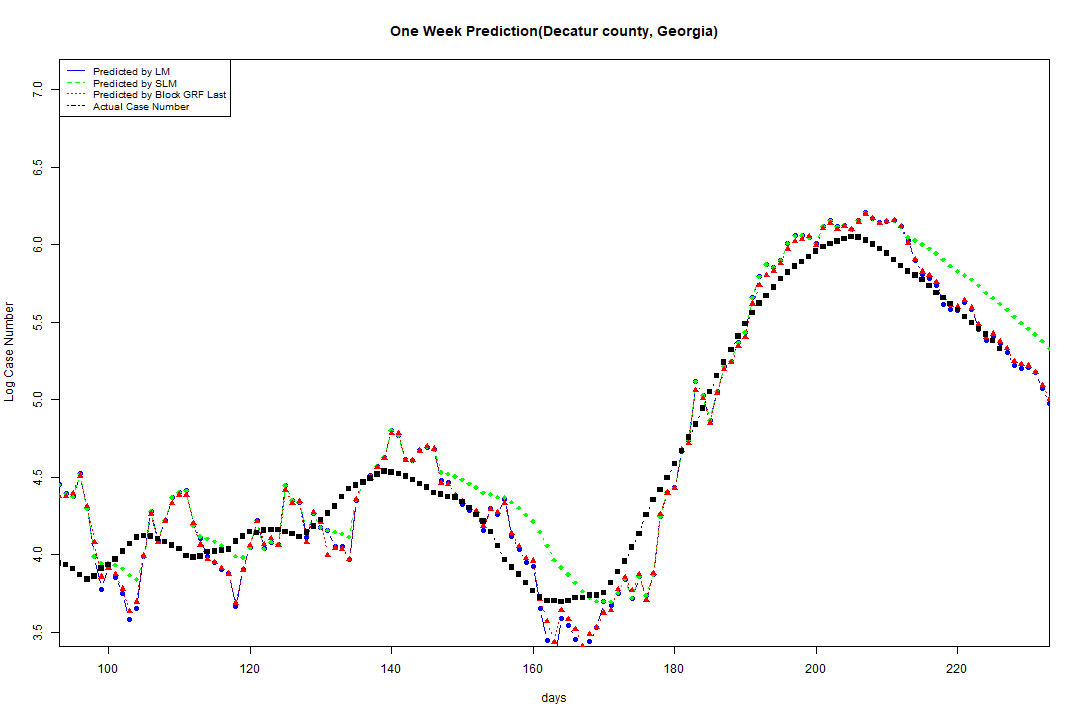 One Week Prediction(Decatur county, Georgia)
Predicted by LM
Predicted by SLM
Predicted by Block GRF Last
Actual Case Number
7.0
6.5
6.0
5.5
5.0
4.5
4.0
3.5
Log Case Number
100 120 140 160 180 200 220
days